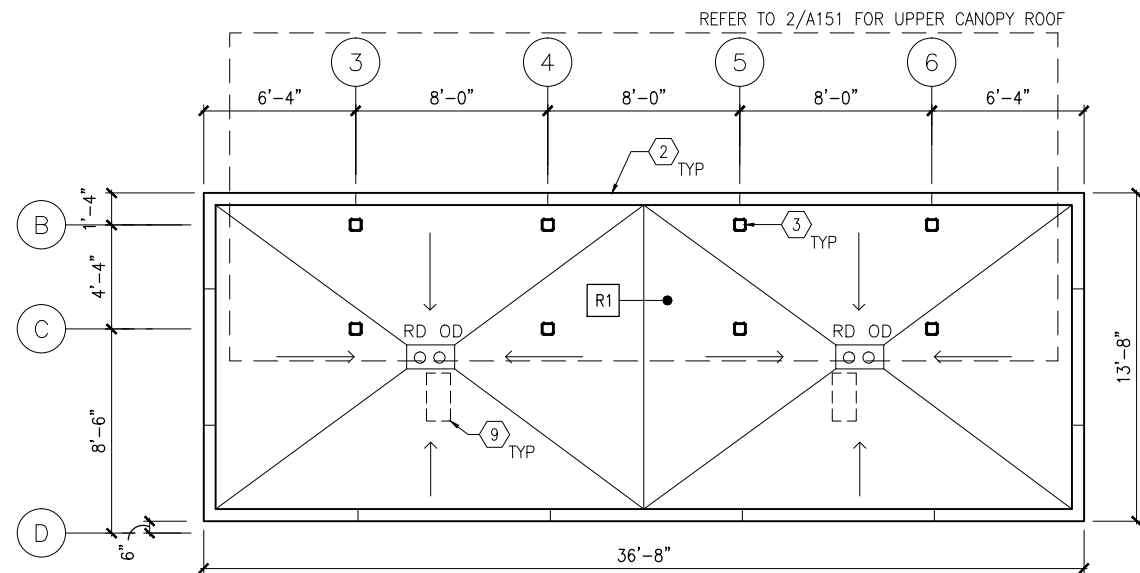 REFER TO 2/A151 FOR UPPER CANOPY ROOF
3
4
5
6
6'-4"
8'-0"
8'-0"
8'-0"
6'-4"
2
TYP
1'-4"
B
3
TYP
4'-4"
R1
C
RD OD
RD OD
13'-8"
8'-6"
9
TYP
D
6"
36'-8"